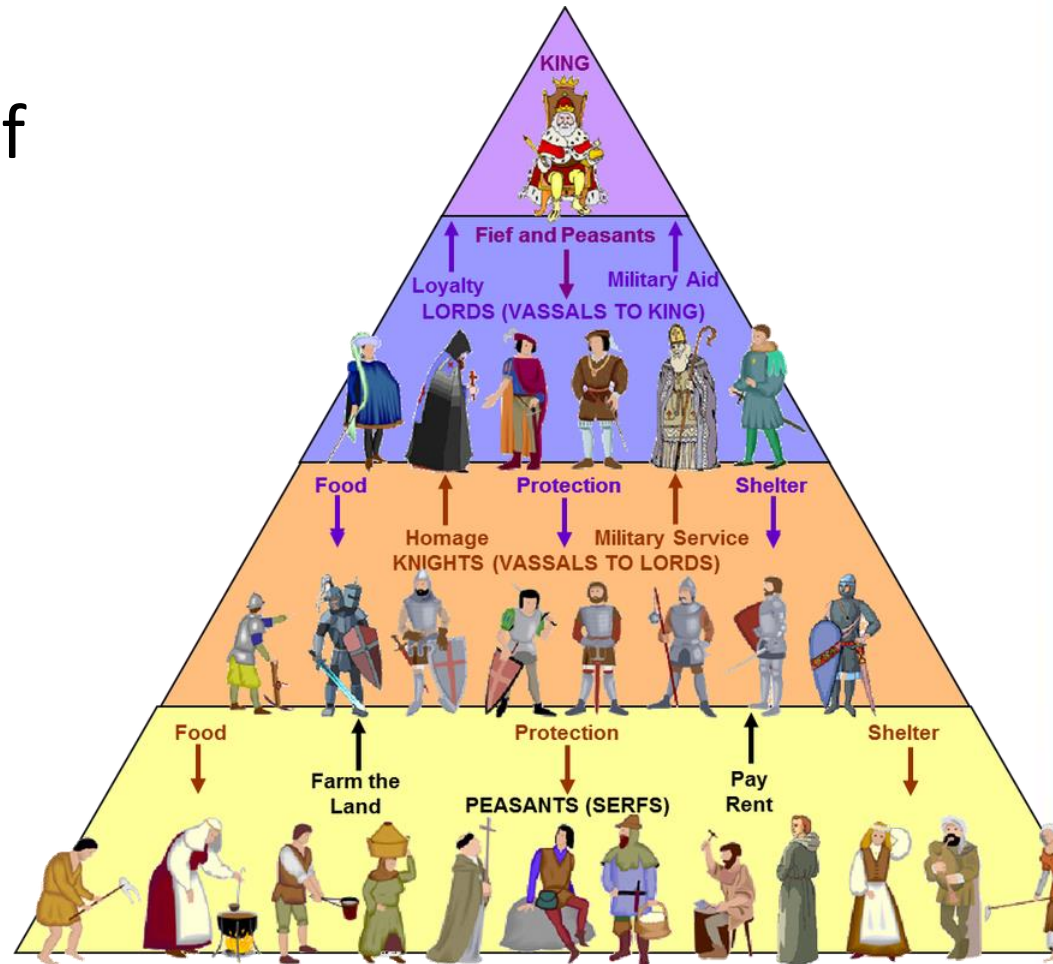 f
KING
Fief and Peasants
Loyalty
Military Aid
LORDS (VASSALS TO KING)
Food Protection Shelter
Homage Military Service
KNIGHTS (VASSALS TO LORDS)
Food Protection Shelter
Farm the
Land
Pay
Rent
PEASANTS (SERFS)